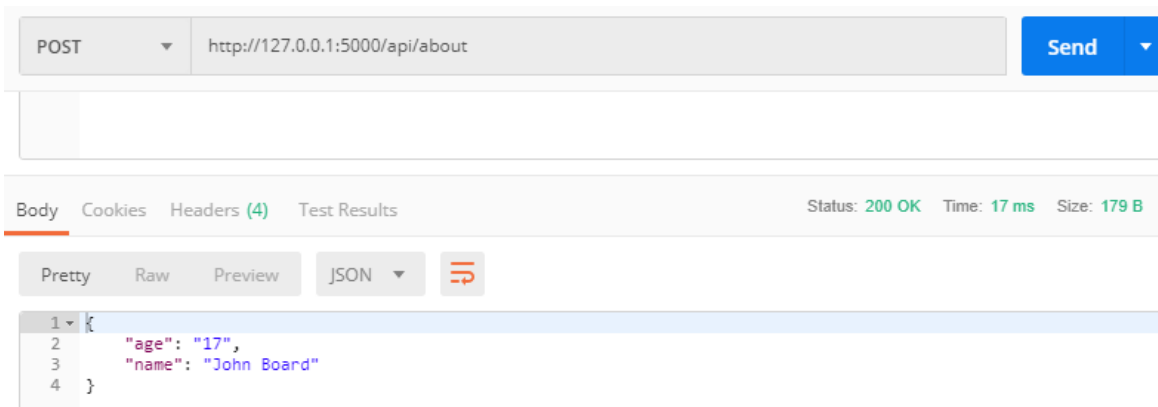 POST http://127.0.0.1:5000/api/about Send
Body Cookies Headers (4) Test Results Status: 200 OK Time: 17 ms Size: 179 B
Pretty Raw Preview JSON
1 {
2 "age": "17",
3 "name": "John Board"
4 }